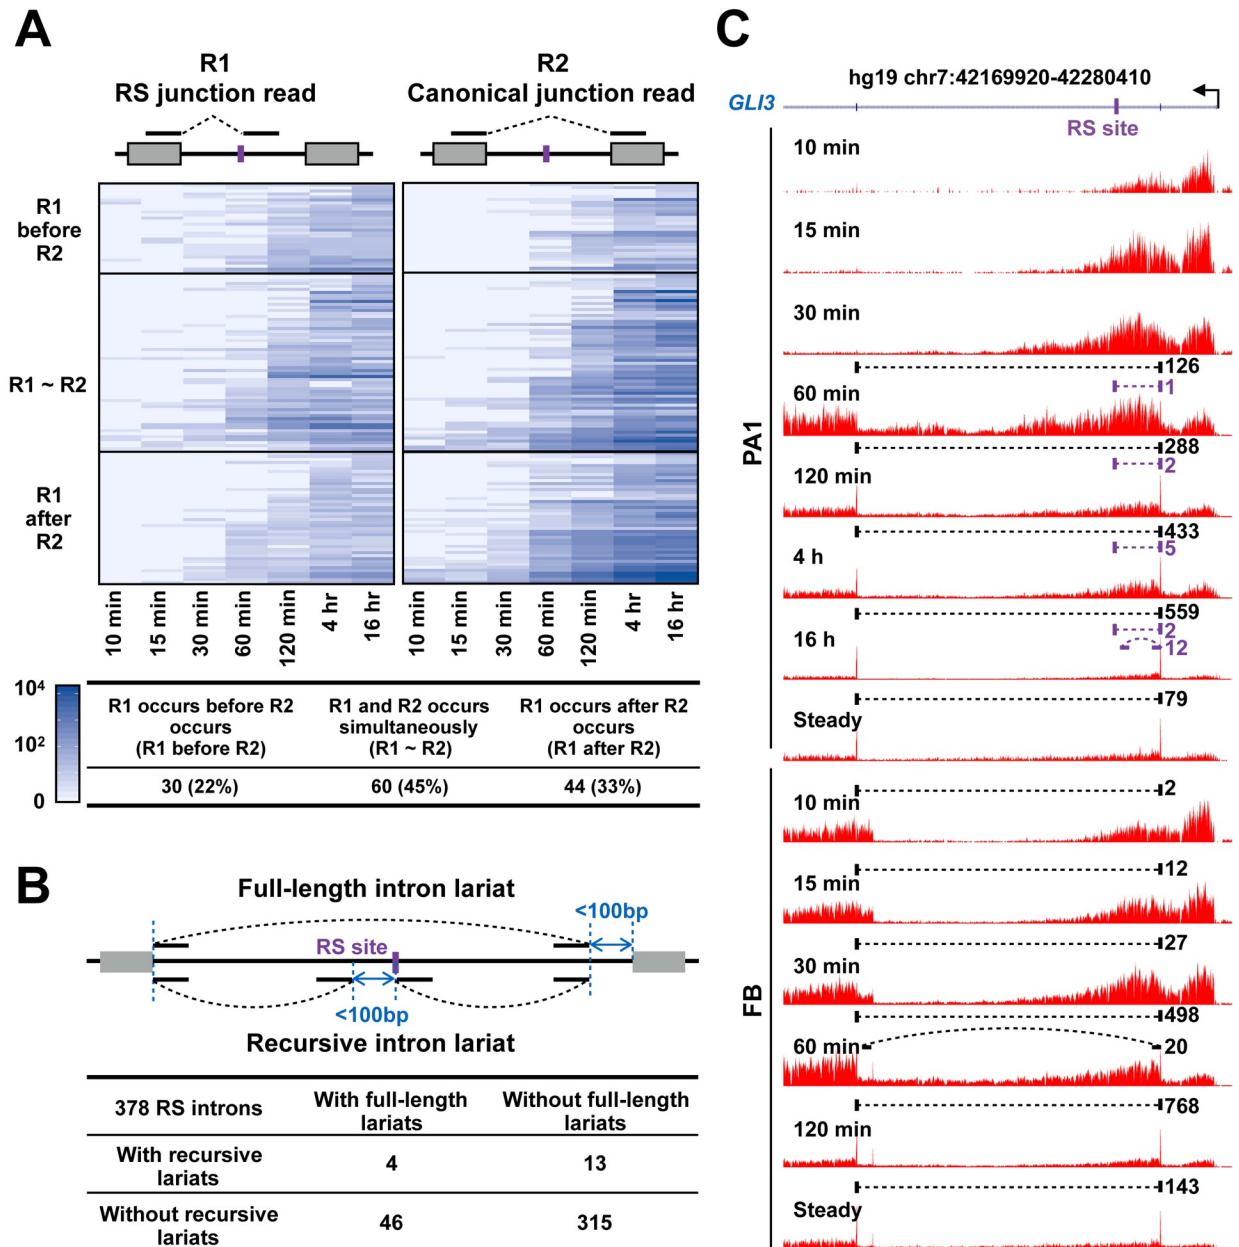 A
R1
RS junction read
R2
Canonical junction read
R1
before
R2
R1 ~ R2
R1
after
R2
10 min
15 min
30 min
60 min
120 min
4 hr
16 hr
10 min
15 min
30 min
60 min
120 min
4 hr
16 hr
10⁴
10²
0
R1 occurs before R2
occurs
(R1 before R2)
R1 and R2 occurs
simultaneously
(R1 ~ R2)
R1 occurs after R2
occurs
(R1 after R2)
30 (22%)
60 (45%)
44 (33%)
B
Full-length intron lariat
<100bp
RS site
<100bp
Recursive intron lariat
378 RS introns
With full-length
lariats
Without full-length
lariats
With recursive
lariats
4
13
Without recursive
lariats
46
315
C
hg19 chr7:42169920-42280410
GLI3
RS site
PA1
10 min
15 min
30 min
126
1
60 min
288
2
120 min
433
5
4 h
559
2
12
16 h
79
Steady
FB
2
10 min
12
15 min
27
30 min
498
20
60 min
768
120 min
143
Steady